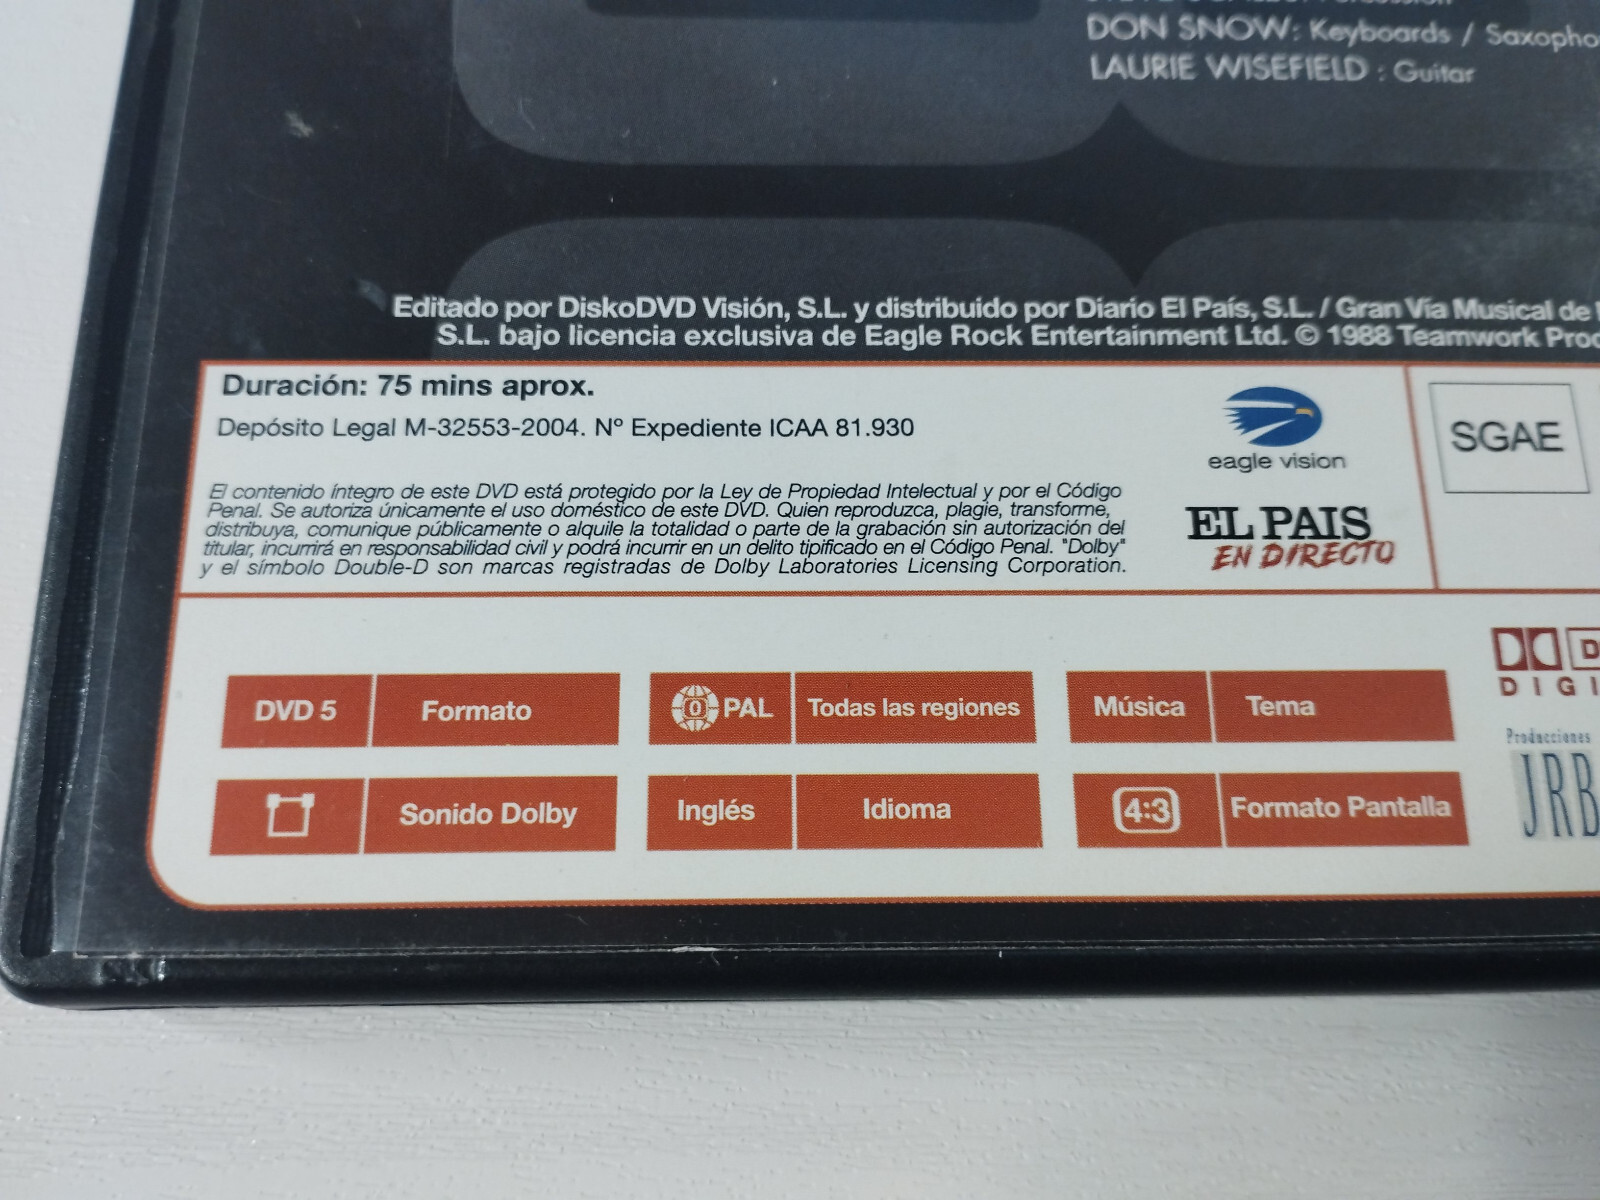 DON SNOW: Keyboards / Saxopho
LAURIE WISEFIELD : Guitar
Editado por DiskoDVD Visión, S.L. y distribuido por Diario El País, S.L. / Gran Vía Musical de
S.L. bajo licencia exclusiva de Eagle Rock Entertainment Ltd. © 1988 Teamwork Proc
Duración: 75 mins aprox.
Depósito Legal M-32553-2004. Nº Expediente ICAA 81.930
El contenido íntegro de este DVD está protegido por la Ley de Propiedad Intelectual y por el Código
Penal. Se autoriza únicamente el uso doméstico de este DVD. Quien reproduzca, plagie, transforme,
distribuya, comunique públicamente o alquile la totalidad o parte de la grabación sin autorización del
titular, incurrirá en responsabilidad civil y podrá incurrir en un delito tipificado en el Código Penal. "Dolby"
y el símbolo Double-D son marcas registradas de Dolby Laboratories Licensing Corporation.
eagle vision
EL PAIS
EN DIRECTO
SGAE
DVD 5 Formato
0 PAL Todas las regiones
Música Tema
Sonido Dolby
Inglés Idioma
4:3 Formato Pantalla
D
DIGI
Producciones
JRB